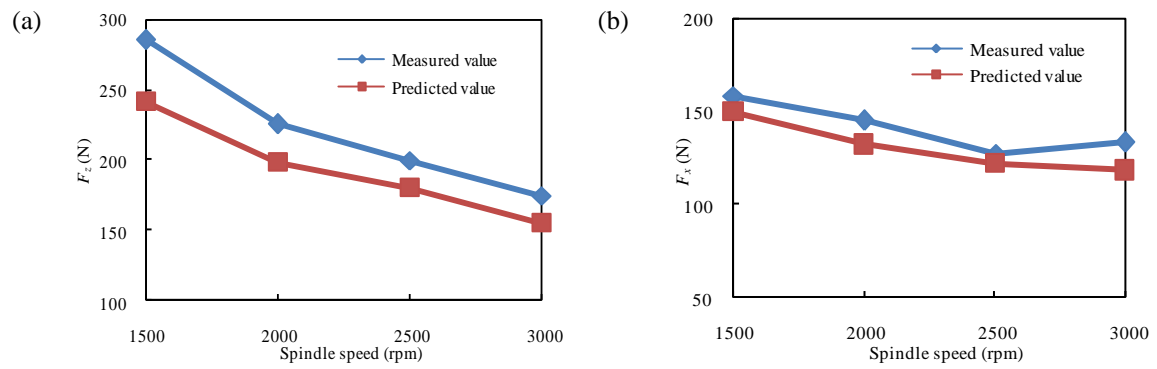 (a)
300
250
200
150
100
F_z (N)
Measured value
Predicted value
1500 2000 2500 3000
Spindle speed (rpm)
(b)
200
150
100
50
F_x (N)
Measured value
Predicted value
1500 2000 2500 3000
Spindle speed (rpm)